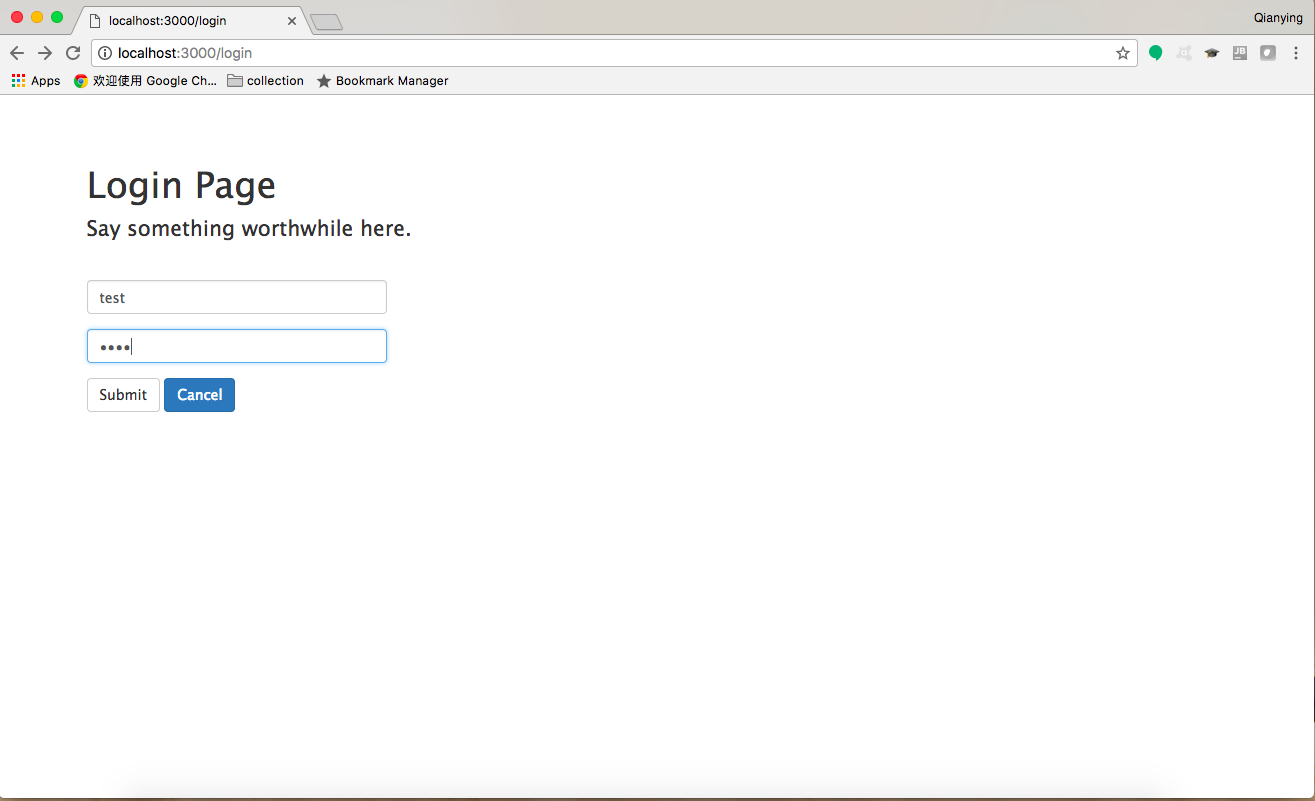 localhost:3000/login
Qianying
localhost:3000/login
Apps 欢迎使用 Google Ch... collection Bookmark Manager
Login Page
Say something worthwhile here.
test
••••
Submit Cancel